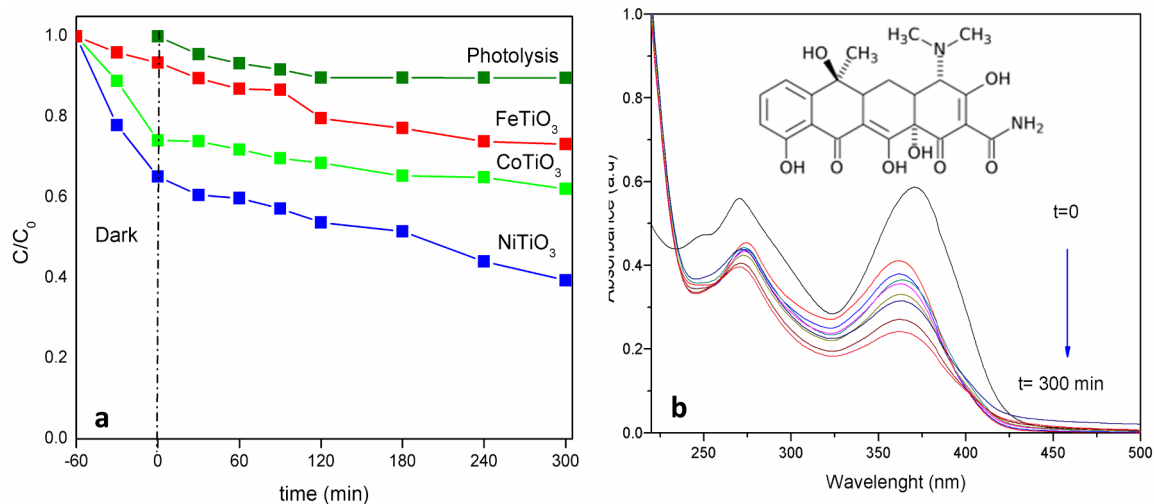 C/C0
1.0
0.8
0.6
0.4
0.2
0.0
-60 0 60 120 180 240 300
time (min)
Photolysis
FeTiO3
CoTiO3
NiTiO3
Dark
a
Absorbance (a.u)
1.0
0.8
0.6
0.4
0.2
0.0
250 300 350 400 450 500
Wavelenght (nm)
HO
CH3
H3C
N
CH3
OH
NH2
OH
O
OH
OH
O
O
t=0
t= 300 min
b